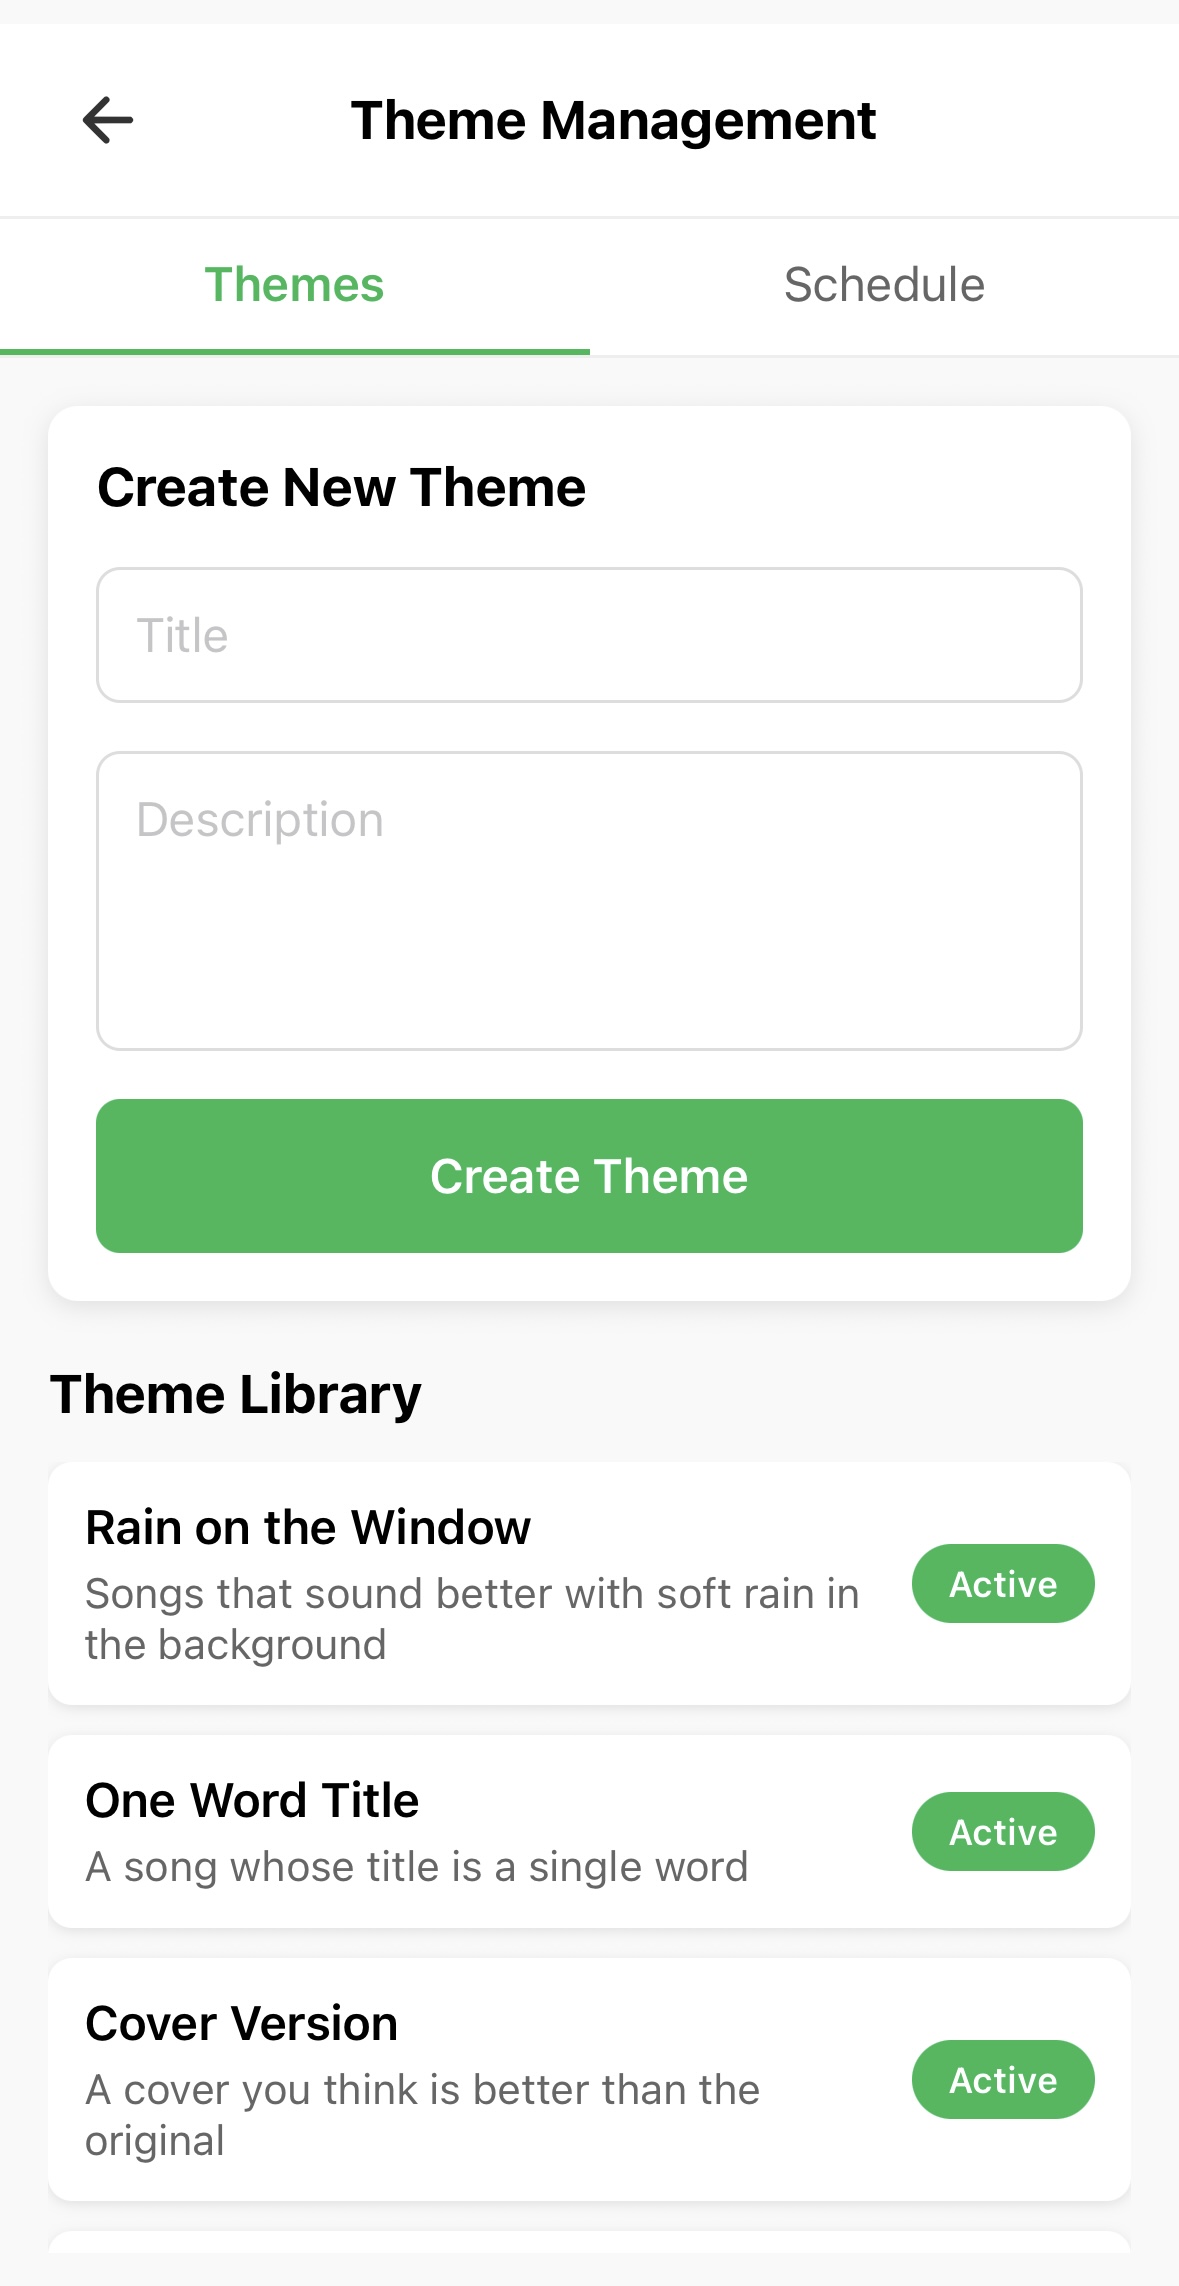 Theme Management
Themes
Schedule
Create New Theme
Title
Description
Create Theme
Theme Library
Rain on the Window
Songs that sound better with soft rain in
the background
Active
One Word Title
A song whose title is a single word
Active
Cover Version
A cover you think is better than the
original
Active